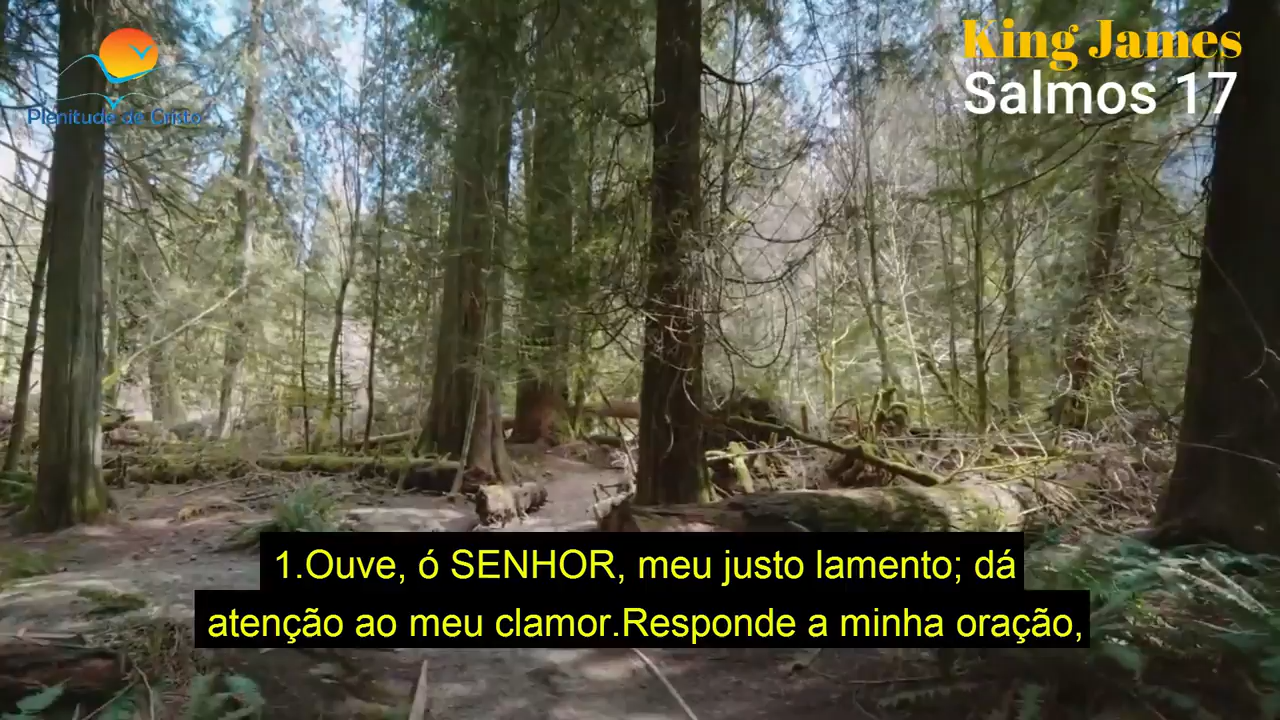 Plenitude de Cristo
King James
Salmos 17
1.Ouve, ó SENHOR, meu justo lamento; dá
atenção ao meu clamor.Responde a minha oração,